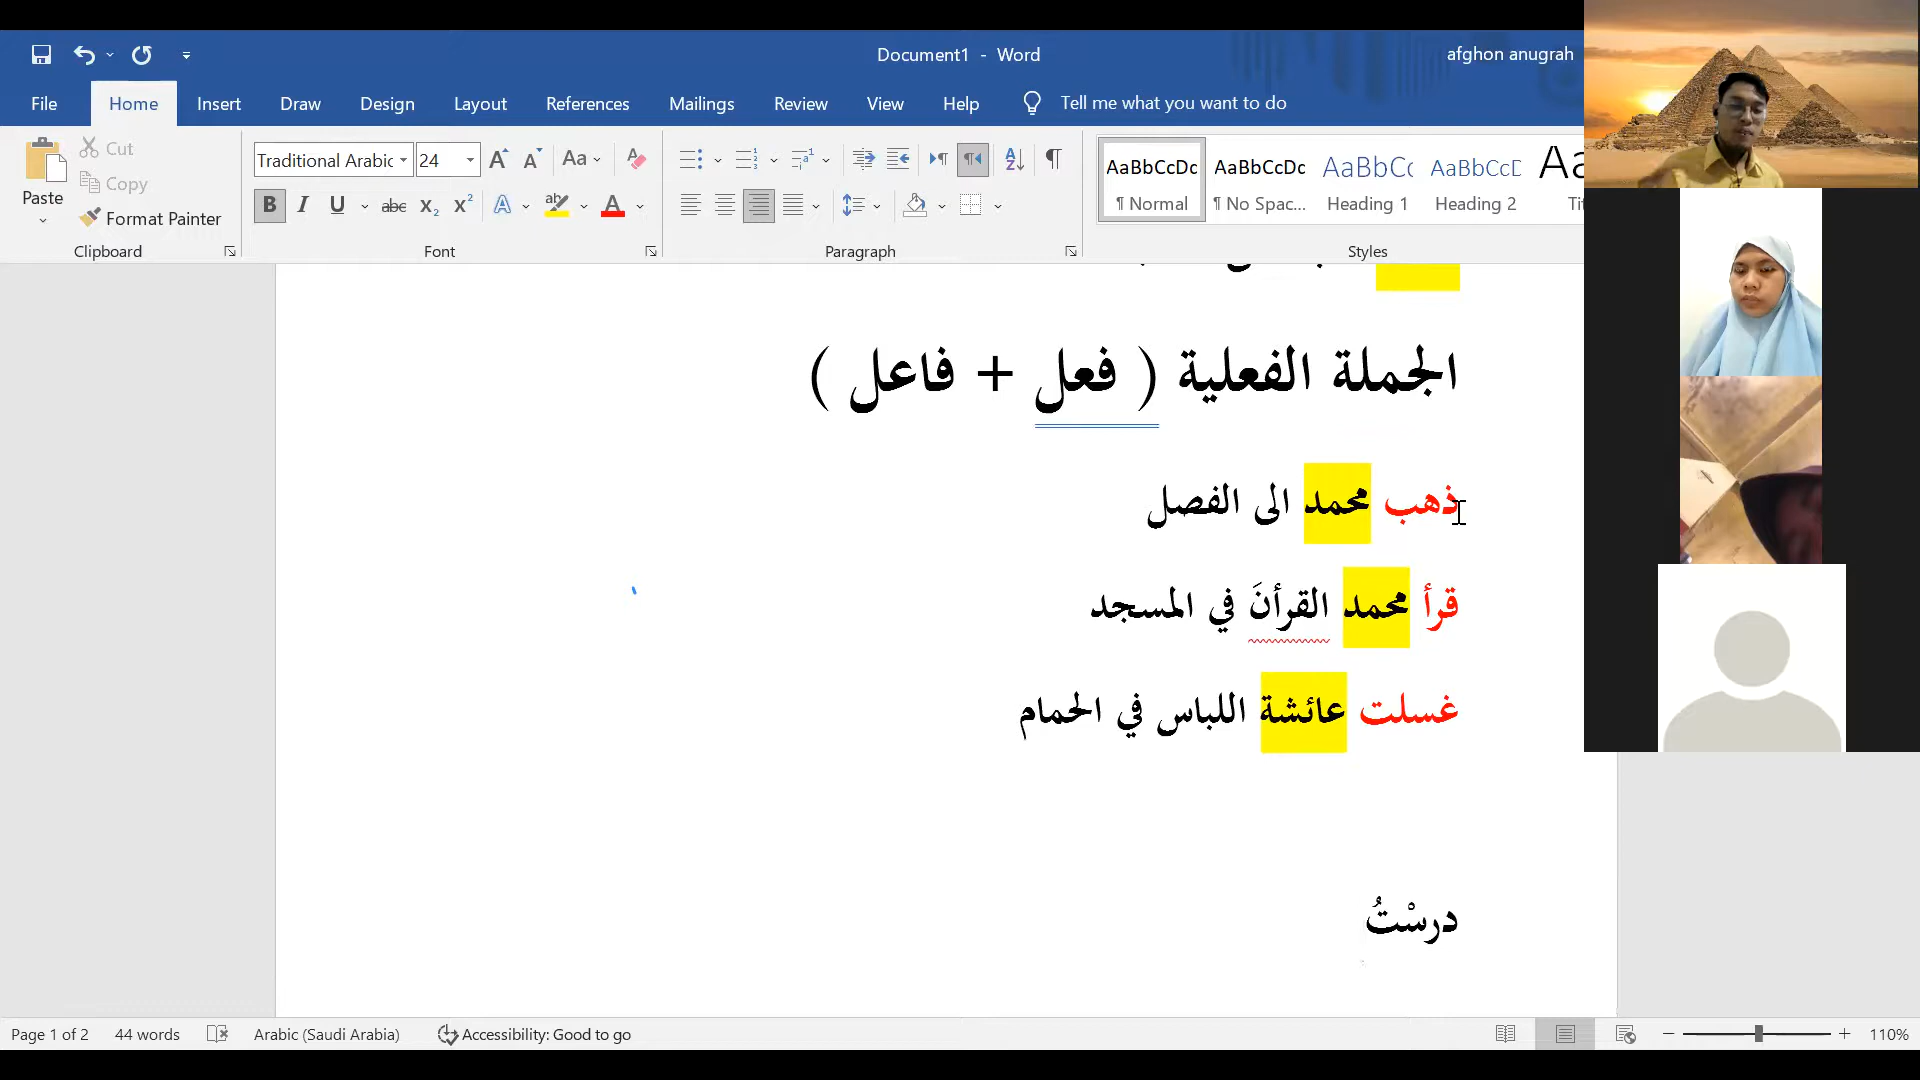 Document1 - Word
afghon anugrah
File Home Insert Draw Design Layout References Mailings Review View Help Tell me what you want to do
Paste
Cut
Copy
Format Painter
Clipboard
Traditional Arabic 24
Font
Paragraph
AaBbCcDc AaBbCcDc AaBbCc AaBbCcD
¶ Normal ¶ No Spac... Heading 1 Heading 2
Styles
الجملة الفعلية ( فعل + فاعل )
ذهب محمد الى الفصل
قرأ محمد القرأنَ في المسجد
غسلت عائشة اللباس في الحمام
درسْتُ
Page 1 of 2 44 words Arabic (Saudi Arabia) Accessibility: Good to go 110%